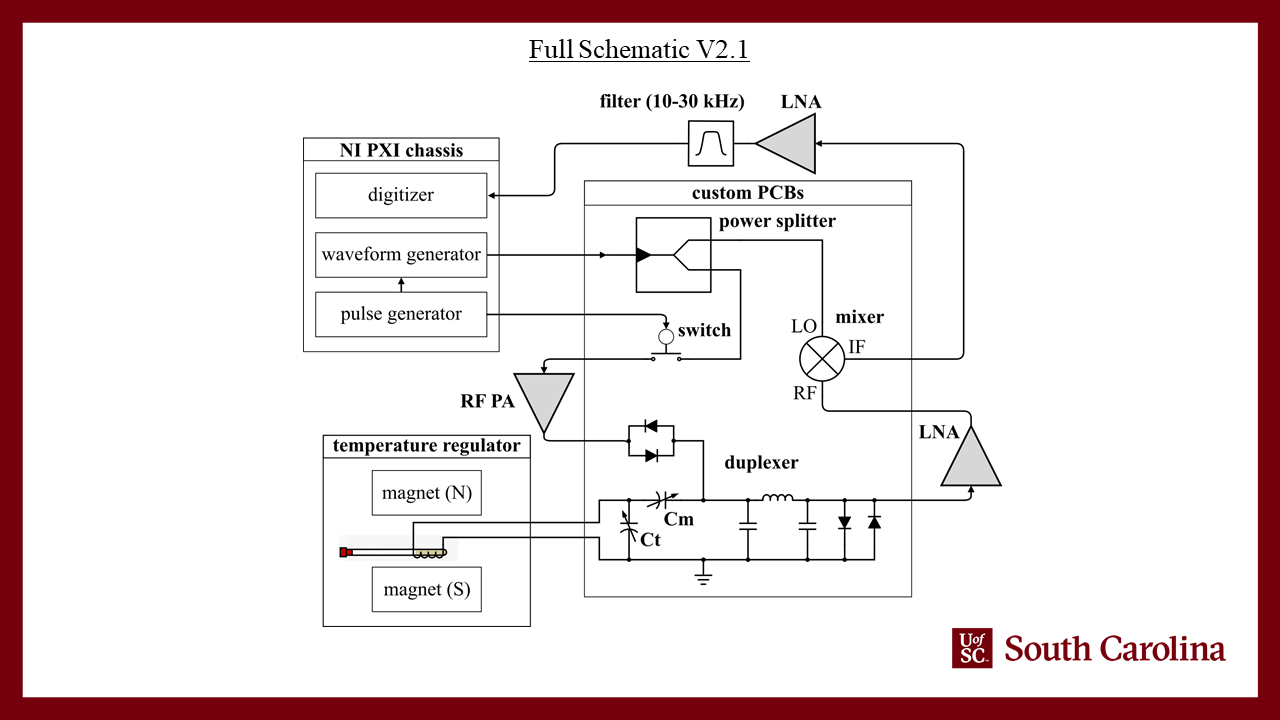 Full Schematic V2.1
filter (10-30 kHz)
LNA
NI PXI chassis
digitizer
waveform generator
pulse generator
custom PCBs
power splitter
switch
LO
mixer
IF
RF
RF PA
LNA
temperature regulator
magnet (N)
magnet (S)
duplexer
Cm
Ct
UofSC
South Carolina